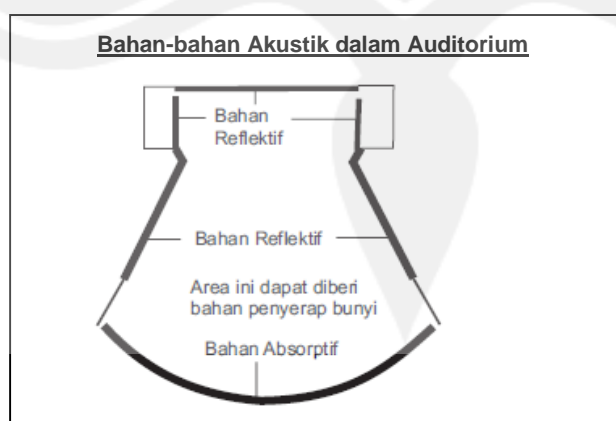 Bahan-bahan Akustik dalam Auditorium
Bahan
Reflektif
Bahan Reflektif
Area ini dapat diberi
bahan penyerap bunyi
Bahan Absorptif